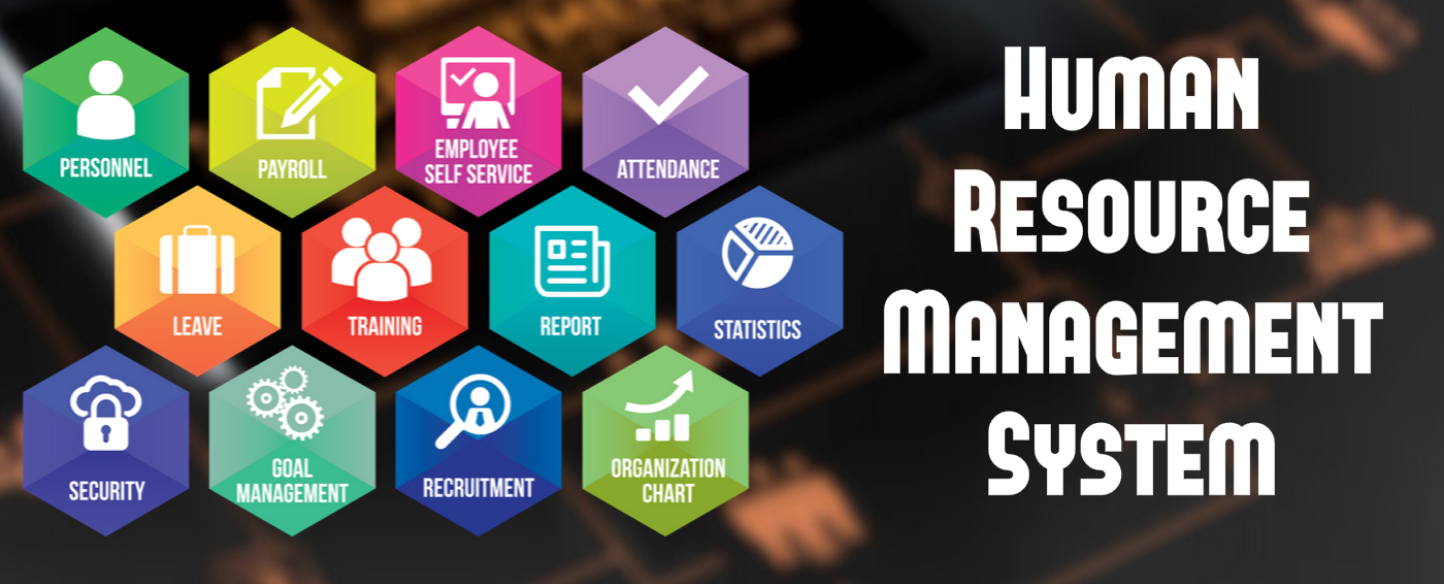 PERSONNEL
PAYROLL
EMPLOYEE
SELF SERVICE
ATTENDANCE
LEAVE
TRAINING
REPORT
STATISTICS
SECURITY
GOAL
MANAGEMENT
RECRUITMENT
ORGANIZATION
CHART
HUMAN
RESOURCE
MANAGEMENT
SYSTEM